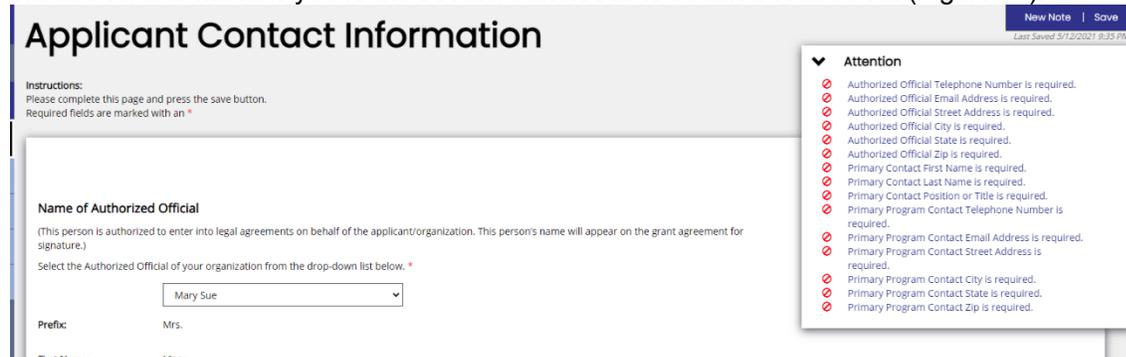 Applicant Contact Information
New Note | Save
Last Saved 5/12/2021 9:35 PM
Instructions:
Please complete this page and press the save button.
Required fields are marked with an *
Attention
Authorized Official Telephone Number is required.
Authorized Official Email Address is required.
Authorized Official Street Address is required.
Authorized Official City is required.
Authorized Official State is required.
Authorized Official Zip is required.
Primary Contact First Name is required.
Primary Contact Last Name is required.
Primary Contact Position or Title is required.
Primary Program Contact Telephone Number is
required.
Primary Program Contact Email Address is required.
Primary Program Contact Street Address is
required.
Primary Program Contact City is required.
Primary Program Contact State is required.
Primary Program Contact Zip is required.
Name of Authorized Official
(This person is authorized to enter into legal agreements on behalf of the applicant/organization. This person's name will appear on the grant agreement for
signature.)
Select the Authorized Official of your organization from the drop-down list below. *
Mary Sue
Prefix: Mrs.